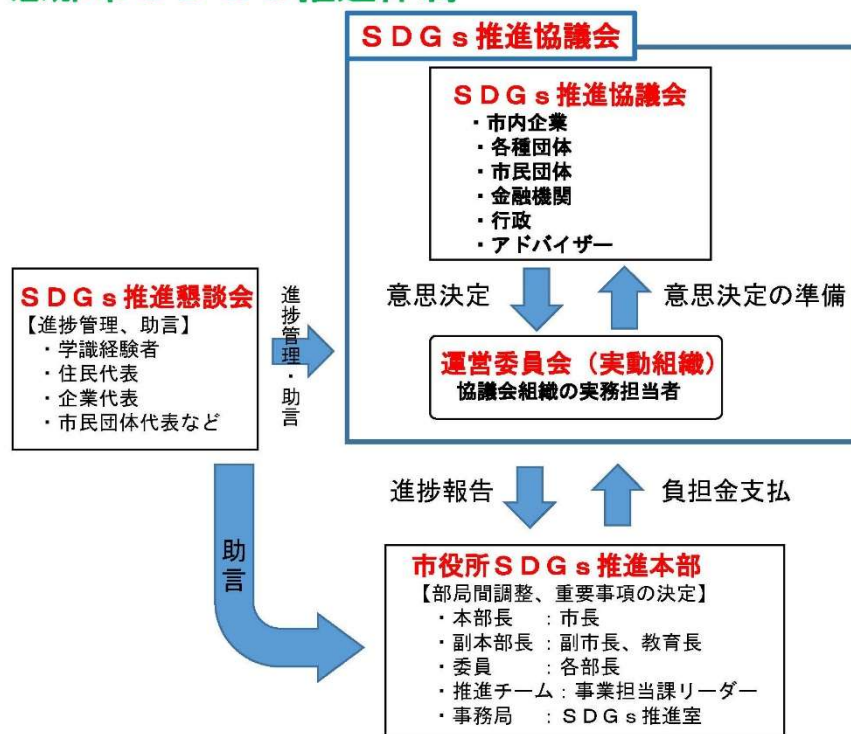 SDGs推進協議会
SDGs推進協議会
・市内企業
・各種団体
・市民団体
・金融機関
・行政
・アドバイザー
意思決定
意思決定の準備
運営委員会（実動組織）
協議会組織の実務担当者
SDGs推進懇談会
【進捗管理、助言】
・学識経験者
・住民代表
・企業代表
・市民団体代表など
進捗管理・助言
助言
進捗報告
負担金支払
市役所SDGs推進本部
【部局間調整、重要事項の決定】
・本部長　：市長
・副本部長：副市長、教育長
・委員　　：各部長
・推進チーム：事業担当課リーダー
・事務局　：SDGs推進室